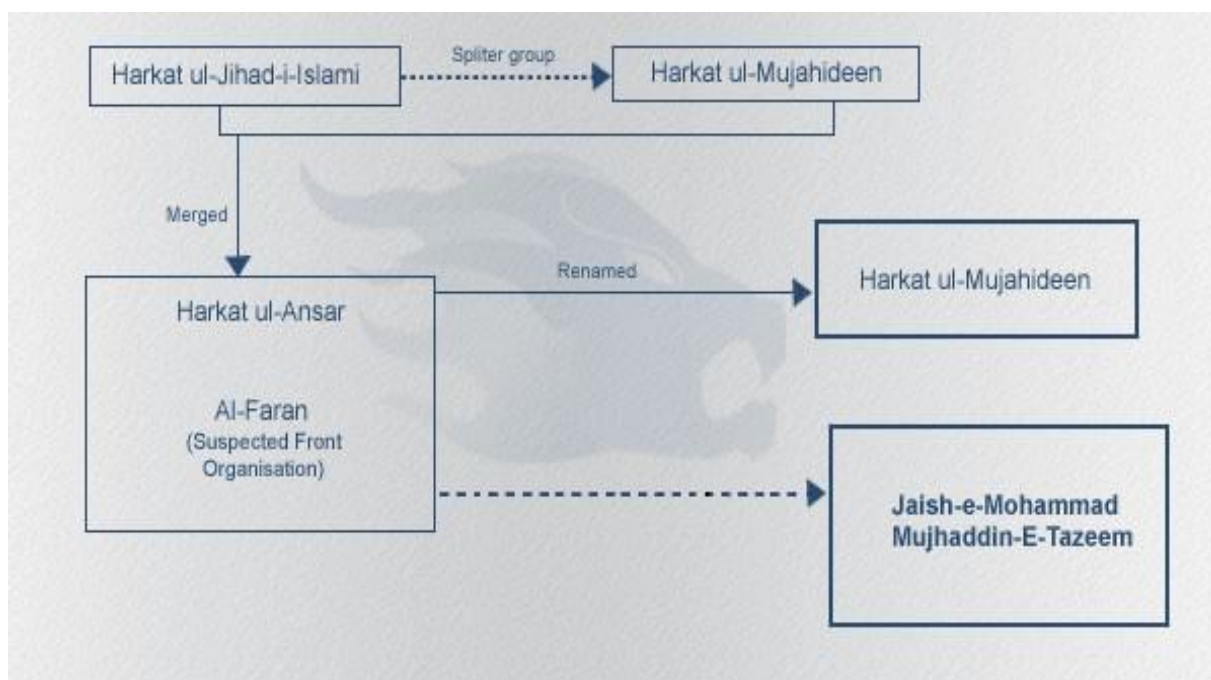 Harkat ul-Jihad-i-Islami
Spliter group
Harkat ul-Mujahideen
Merged
Harkat ul-Ansar
Al-Faran
(Suspected Front
Organisation)
Renamed
Harkat ul-Mujahideen
Jaish-e-Mohammad
Mujhaddin-E-Tazeem